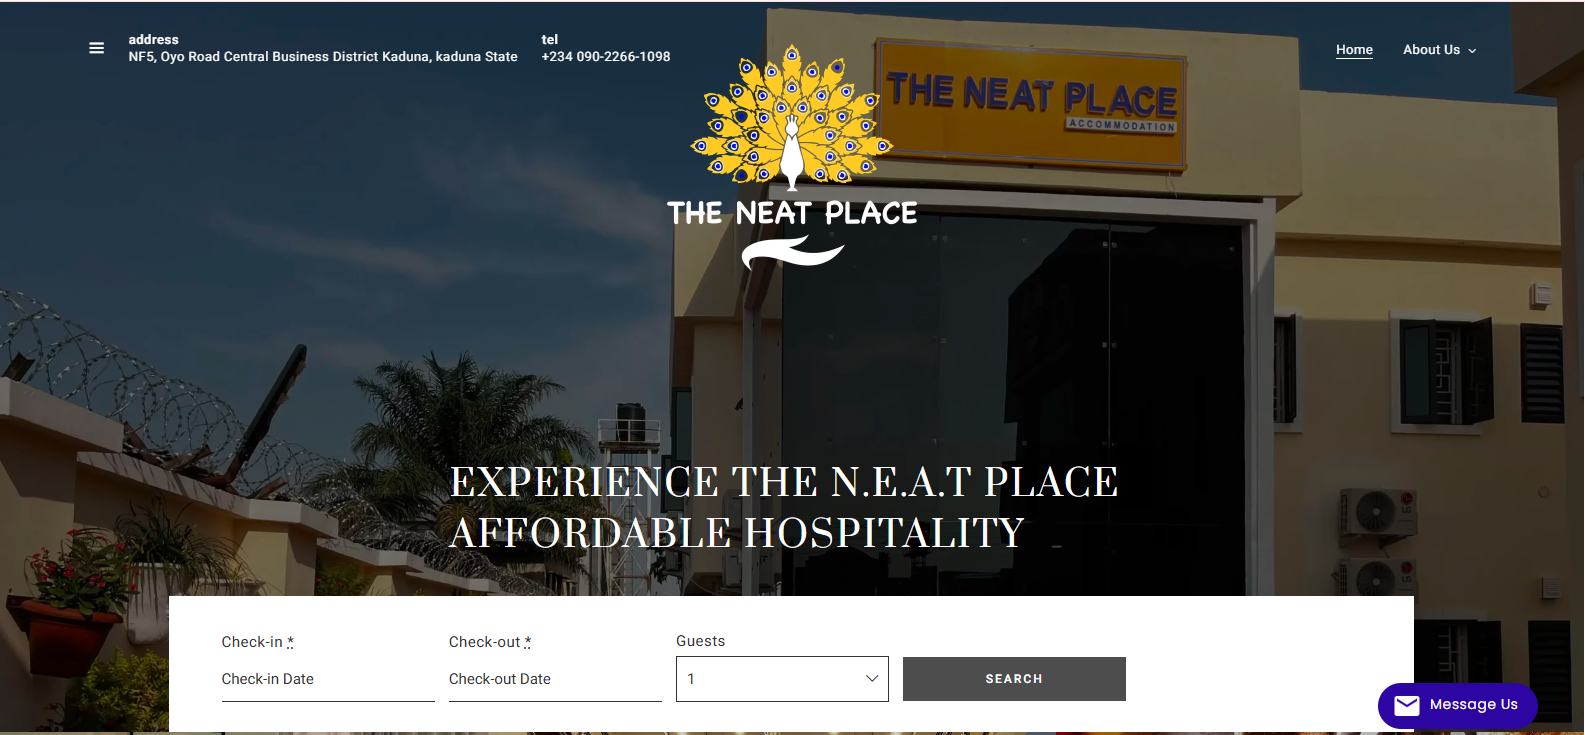 address
NF5, Oyo Road Central Business District Kaduna, kaduna State
tel
+234 090-2266-1098
Home
About Us
THE NEAT PLACE
ACCOMMODATION
THE NEAT PLACE
EXPERIENCE THE N.E.A.T PLACE
AFFORDABLE HOSPITALITY
Check-in *
Check-out *
Guests
Check-in Date
Check-out Date
1
SEARCH
Message Us
LG
LG